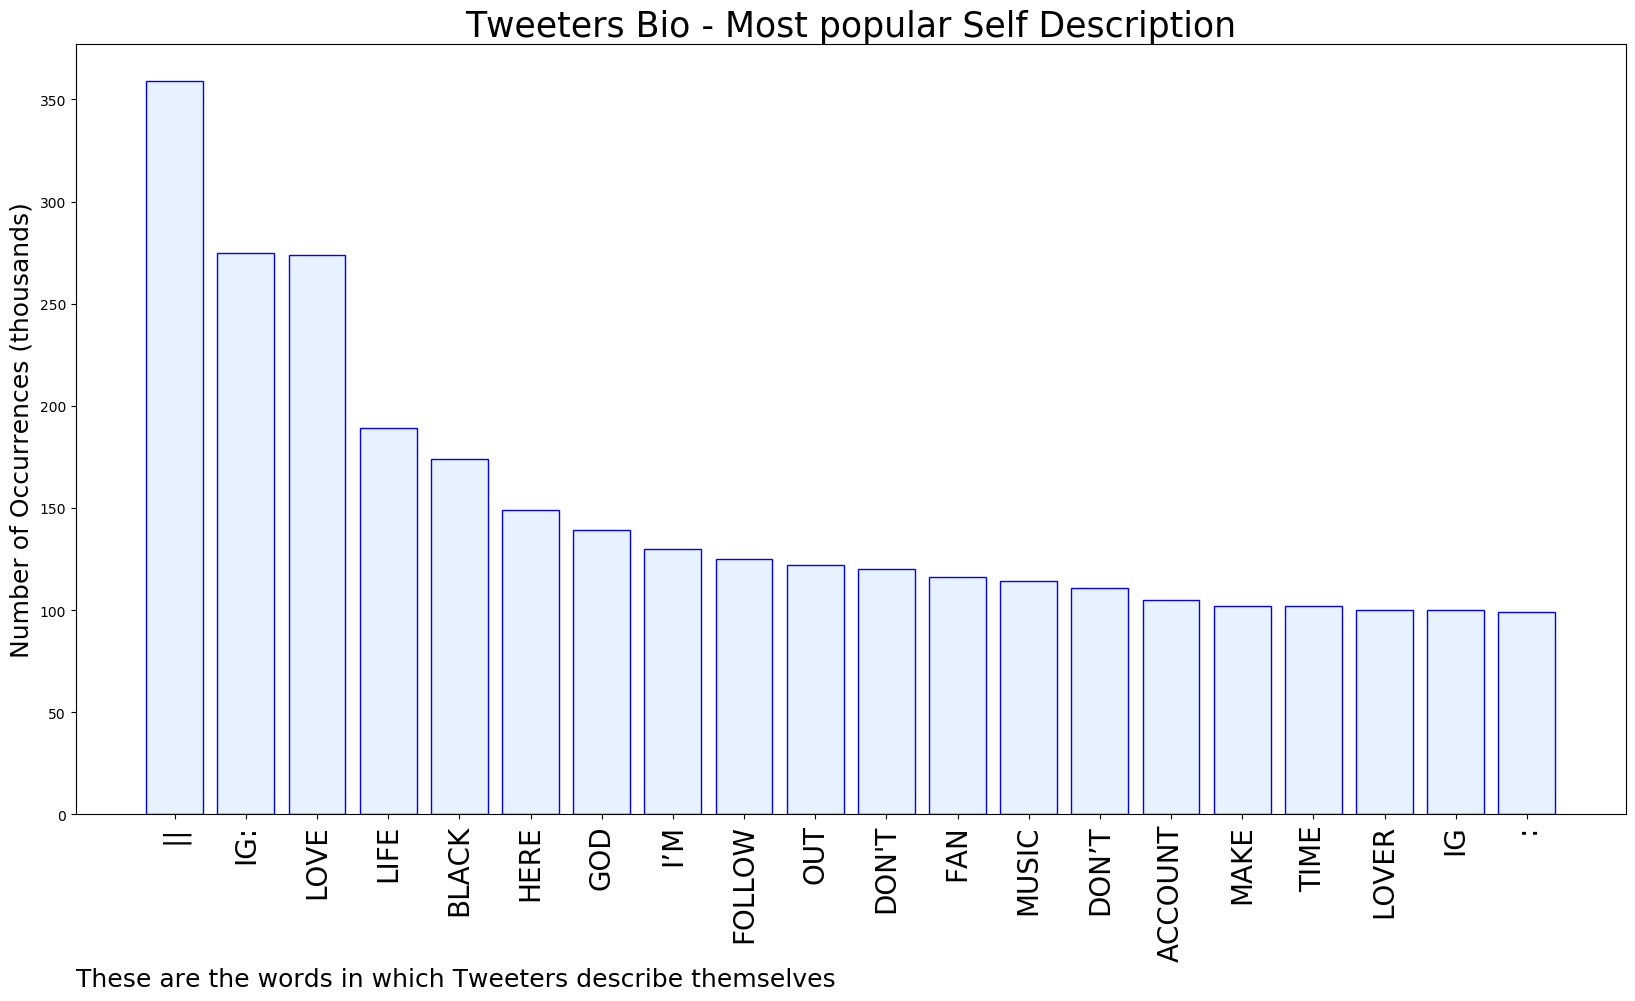 Tweeters Bio - Most popular Self Description
Number of Occurrences (thousands)
350
300
250
200
150
100
50
0
||
IG:
LOVE
LIFE
BLACK
HERE
GOD
I’M
FOLLOW
OUT
DON'T
FAN
MUSIC
DON’T
ACCOUNT
MAKE
TIME
LOVER
IG
:
These are the words in which Tweeters describe themselves